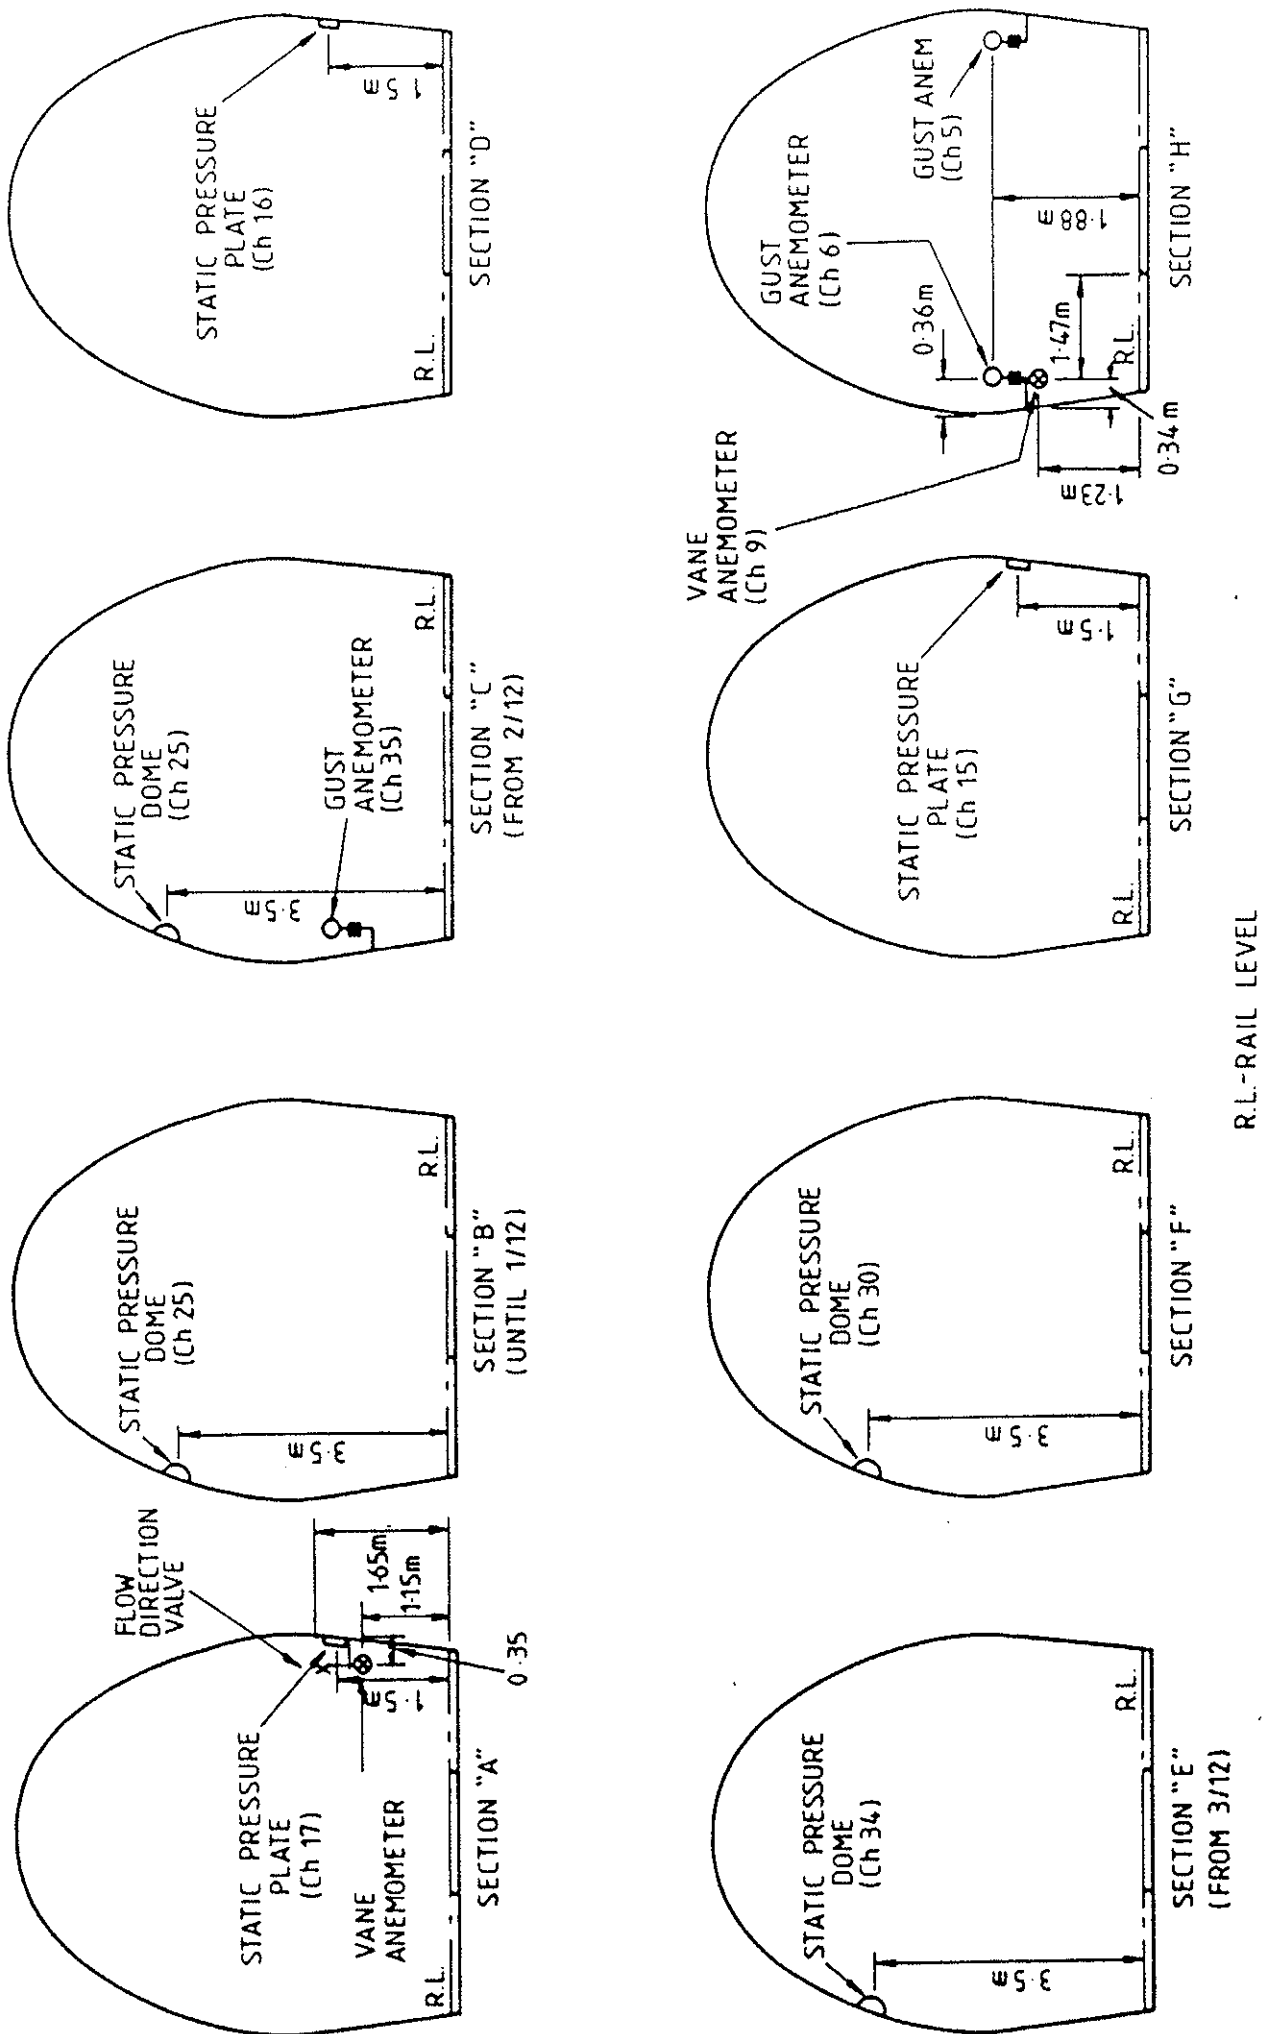 FLOW
DIRECTION
VALVE
STATIC PRESSURE
PLATE
(Ch 17)
VANE
ANEMOMETER
1·65m
1·15m
1·5m
0·35
R.L.
SECTION "A"
STATIC PRESSURE
DOME
(Ch 25)
3·5m
R.L.
SECTION "B"
(UNTIL 1/12)
STATIC PRESSURE
DOME
(Ch 25)
3·5m
GUST
ANEMOMETER
(Ch 35)
R.L.
SECTION "C"
(FROM 2/12)
STATIC PRESSURE
PLATE
(Ch 16)
1·5m
R.L.
SECTION "D"
STATIC PRESSURE
DOME
(Ch 34)
3·5m
R.L.
SECTION "E"
(FROM 3/12)
STATIC PRESSURE
DOME
(Ch 30)
3·5m
R.L.
SECTION "F"
STATIC PRESSURE
PLATE
(Ch 15)
1·5m
R.L.
SECTION "G"
VANE
ANEMOMETER
(Ch 9)
GUST
ANEMOMETER
(Ch 6)
GUST ANEM
(Ch 5)
0·36m
1·88m
1·47m
1·23m
R.L.
0·34m
SECTION "H"
R.L.-RAIL LEVEL